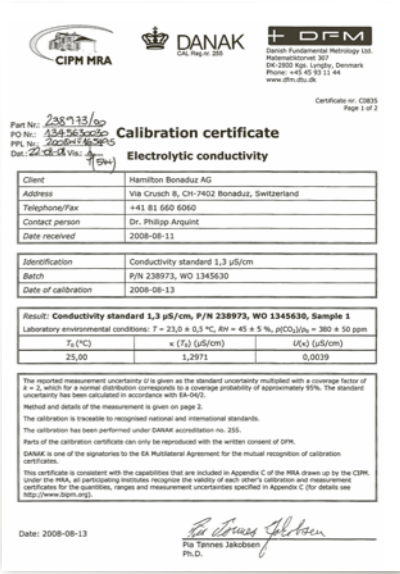 CIPM MRA
DANAK
CAL Reg.nr. 255
DFM
Danish Fundamental Metrology Ltd.
Matematiktorvet 307
DK-2800 Kgs. Lyngby, Denmark
Phone: +45 45 93 11 44
www.dfm.dtu.dk
Certificate nr. C0835
Page 1 of 2
Part Nr.: 238973/00
PO Nr.:
PPL Nr.:
Dat.: 22-08-08 Vis.:
Calibration certificate
Electrolytic conductivity
Client Hamilton Bonaduz AG
Address Via Crusch 8, CH-7402 Bonaduz, Switzerland
Telephone/Fax +41 81 660 6060
Contact person Dr. Philipp Arquint
Date received 2008-08-11
Identification Conductivity standard 1,3 µS/cm
Batch P/N 238973, WO 1345630
Date of calibration 2008-08-13
Result: Conductivity standard 1,3 µS/cm, P/N 238973, WO 1345630, Sample 1
Laboratory environmental conditions: T = 23,0 ± 0,5 °C, RH = 45 ± 5 %, p(CO₂)/p₀ = 380 ± 50 ppm
T₀ (°C) κ (T₀) (µS/cm) U(κ) (µS/cm)
25,00 1,2971 0,0039
The reported measurement uncertainty U is given as the standard uncertainty multiplied with a coverage factor of
k = 2, which for a normal distribution corresponds to a coverage probability of approximately 95%. The standard
uncertainty has been calculated in accordance with EA-04/2.
Method and details of the measurement is given on page 2.
The calibration is traceable to recognised national and international standards.
The calibration has been performed under DANAK accreditation no. 255.
Parts of the calibration certificate can only be reproduced with the written consent of DFM.
DANAK is one of the signatories to the EA Multilateral Agreement for the mutual recognition of calibration
certificates.
This certificate is consistent with the capabilities that are included in Appendix C of the MRA drawn up by the CIPM.
Under the MRA, all participating institutes recognize the validity of each other's calibration and measurement
certificates for the quantities, ranges and measurement uncertainties specified in Appendix C (for details see
http://www.bipm.org).
Date: 2008-08-13
Pia Tønnes Jakobsen
Pia Tønnes Jakobsen
Ph.D.